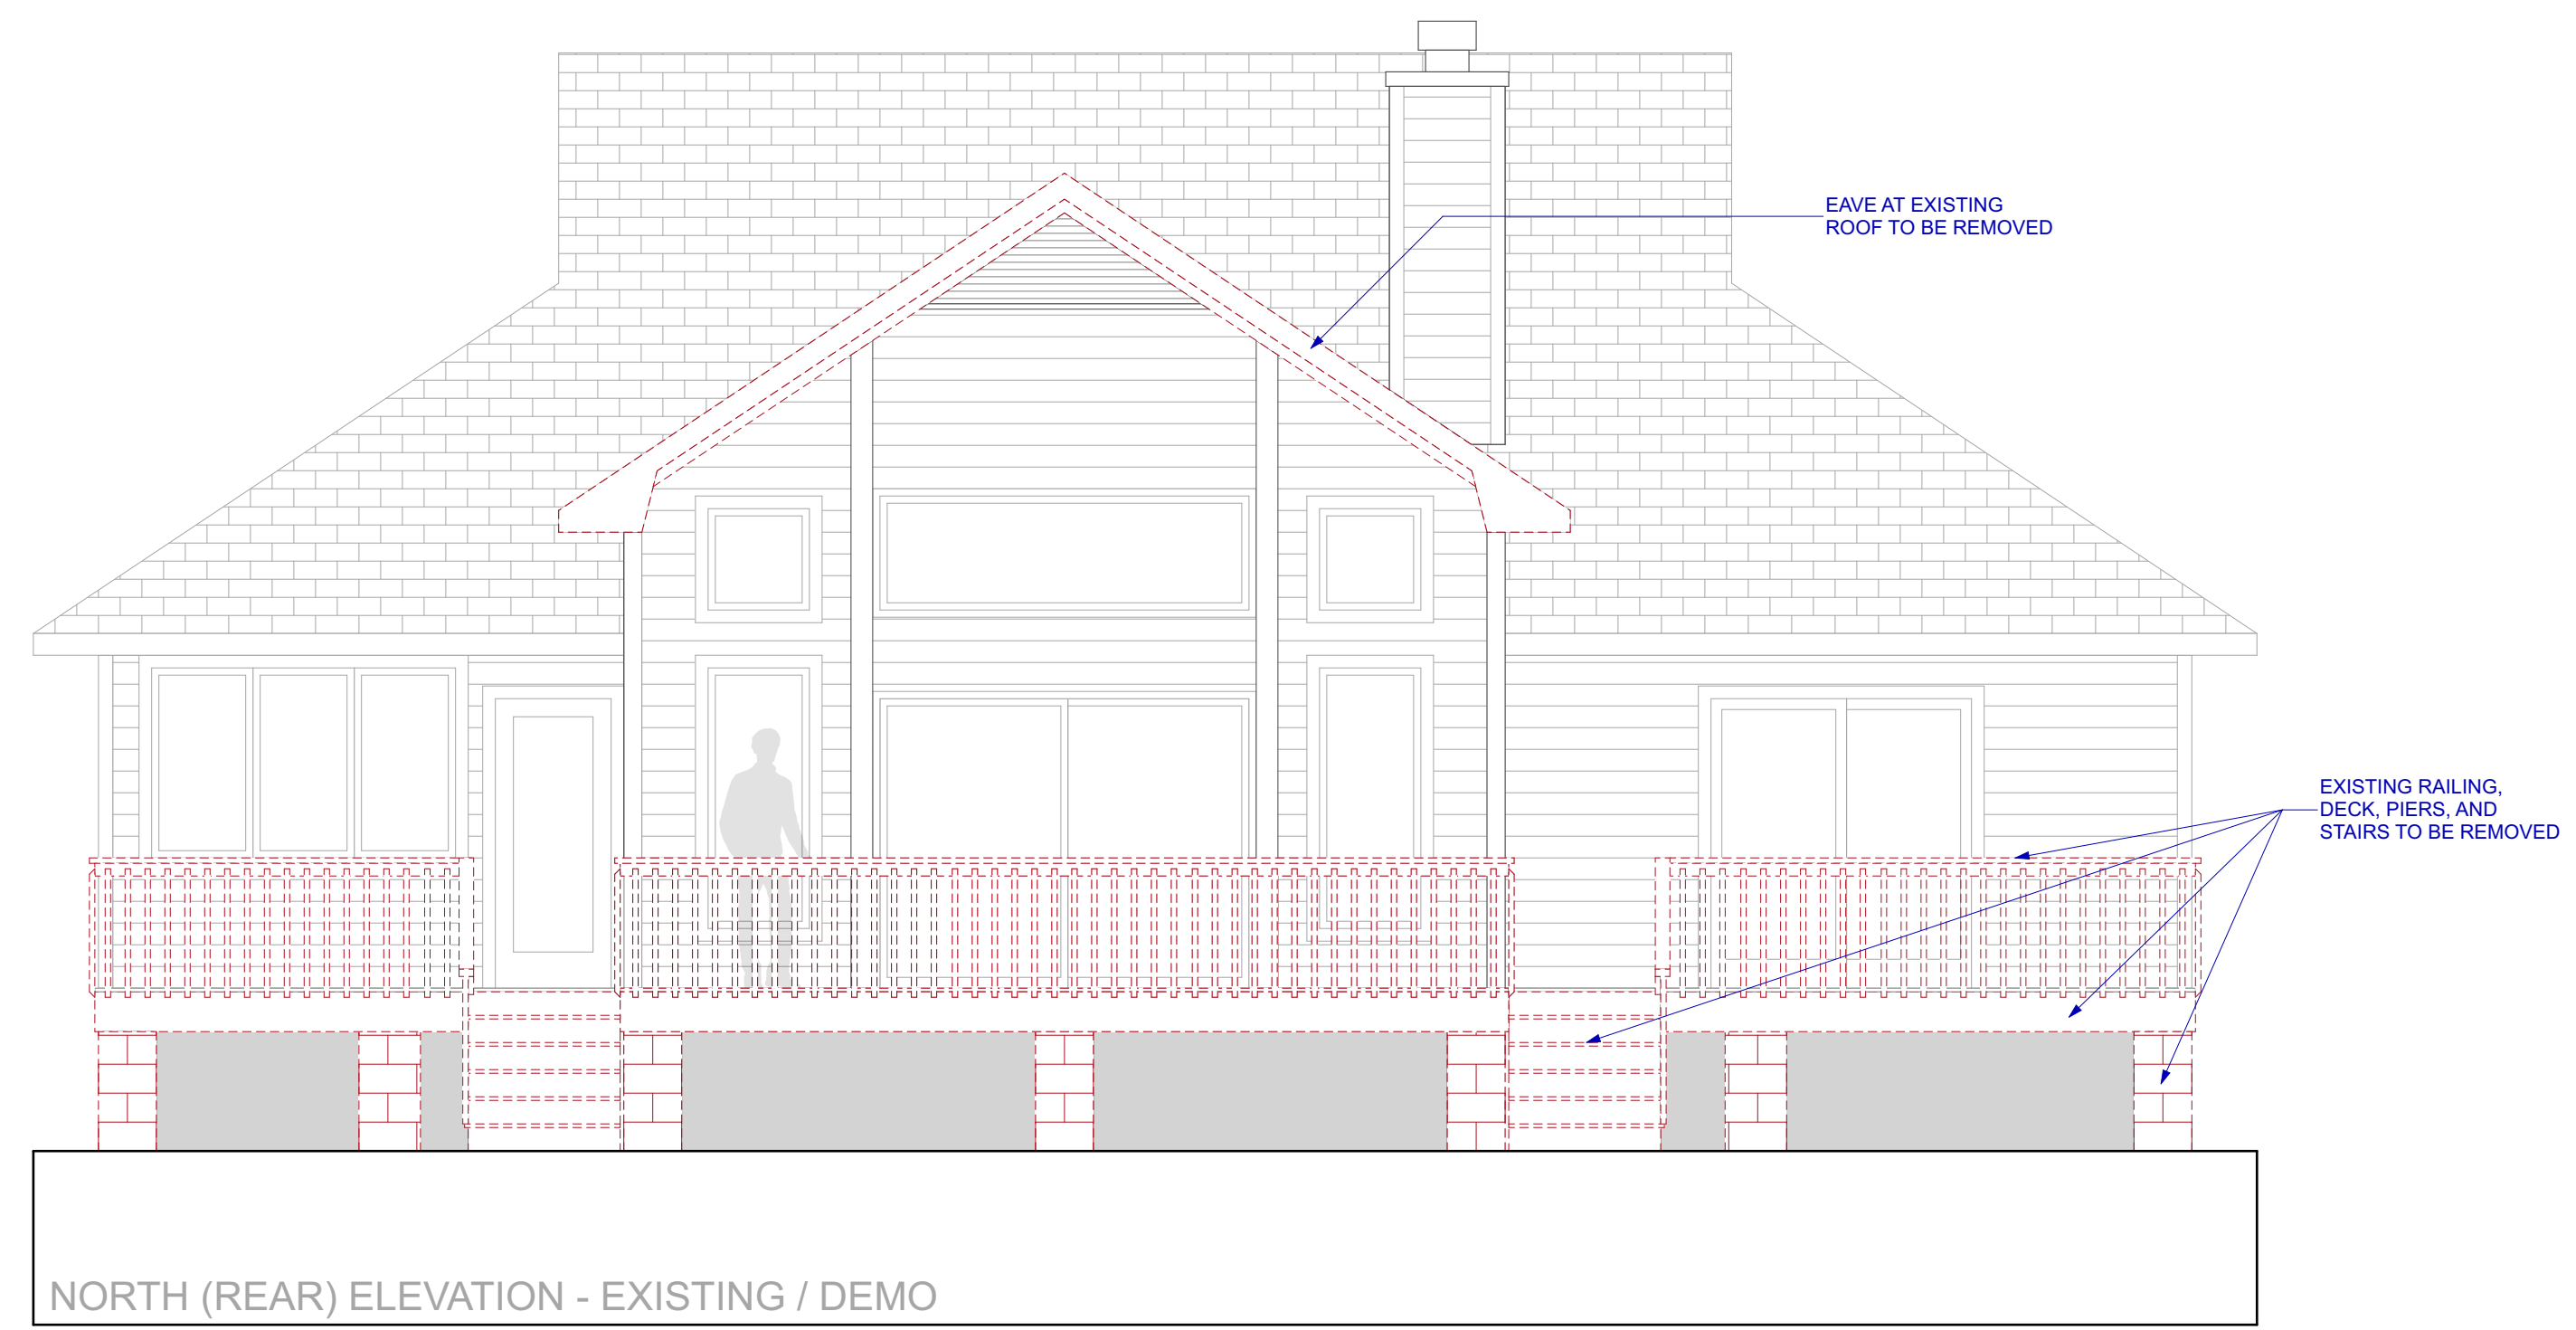 EAVE AT EXISTING
ROOF TO BE REMOVED
EXISTING RAILING,
DECK, PIERS, AND
STAIRS TO BE REMOVED
NORTH (REAR) ELEVATION - EXISTING / DEMO